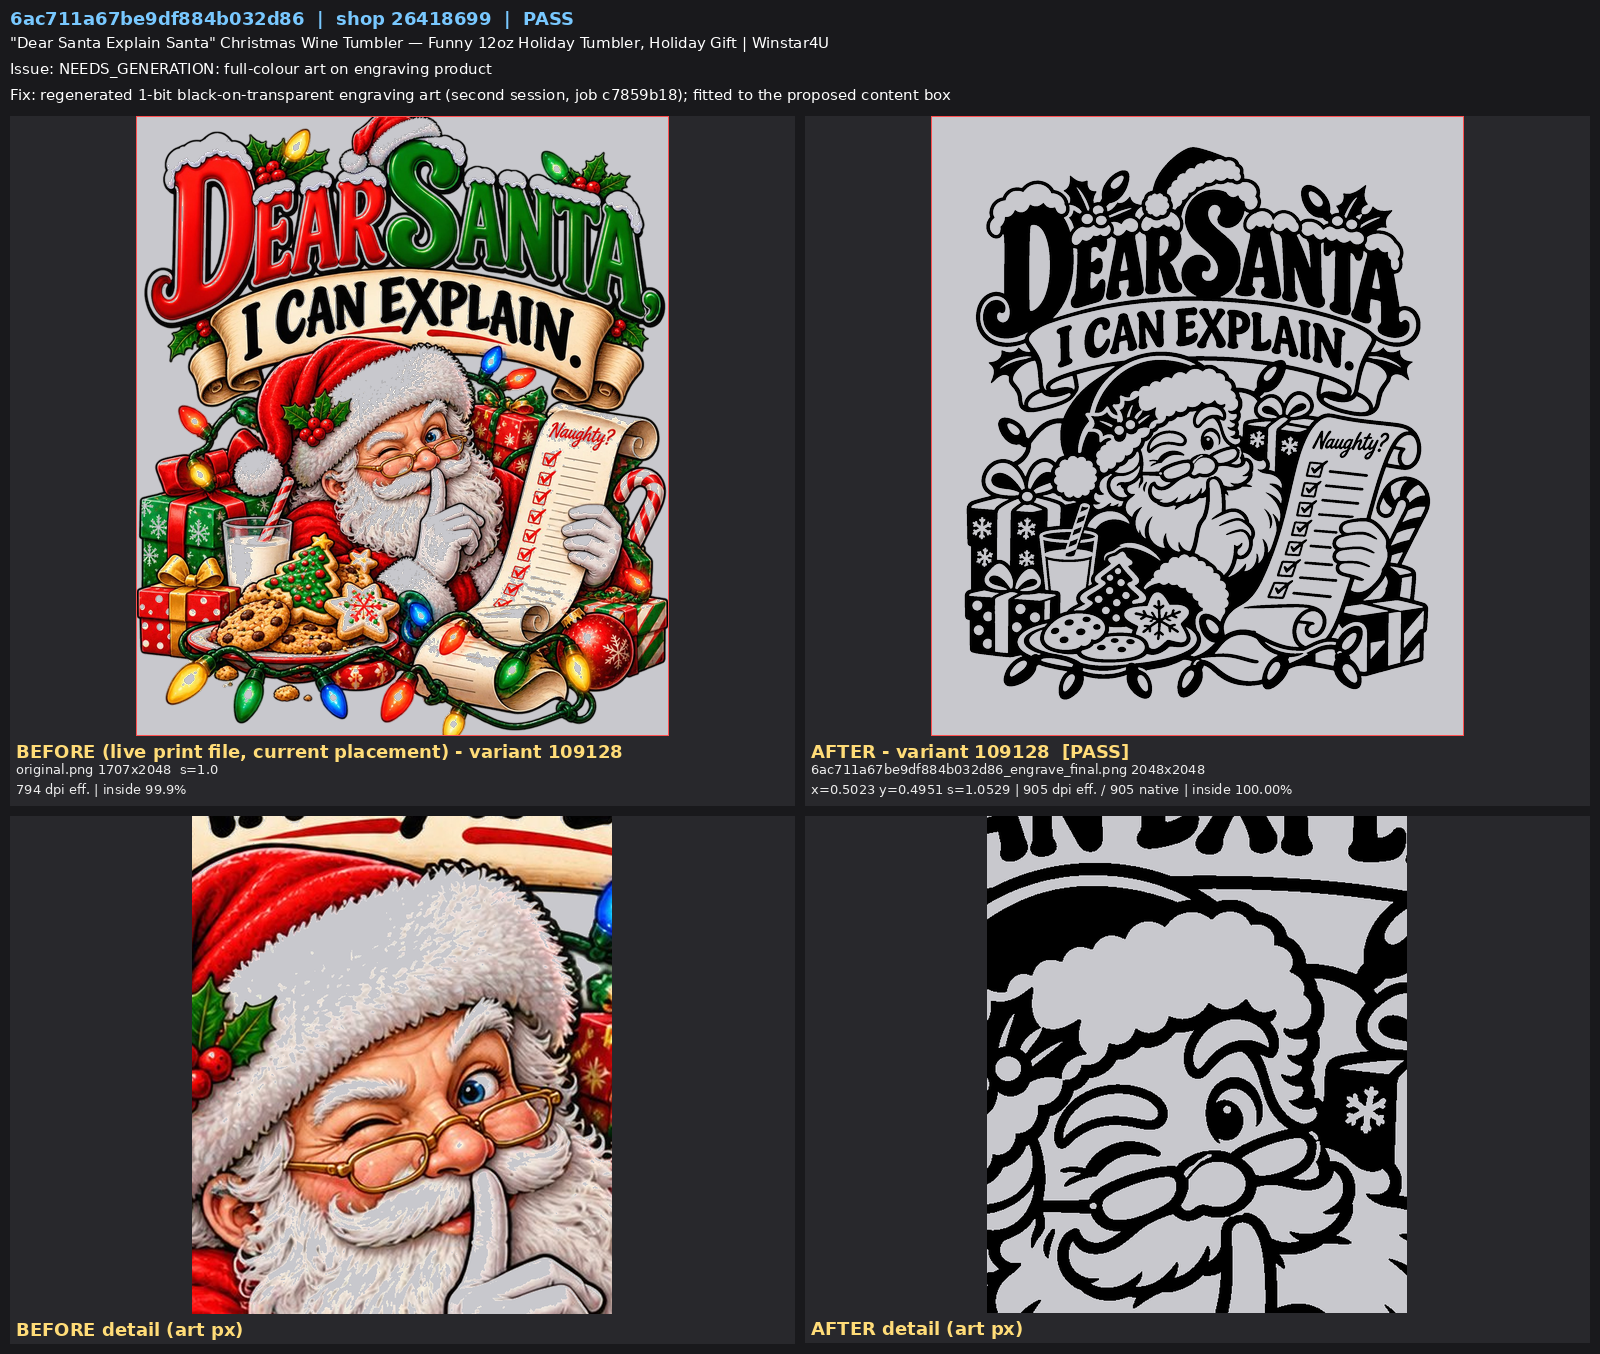 6ac711a67be9df884b032d86 | shop 26418699 | PASS
"Dear Santa Explain Santa" Christmas Wine Tumbler — Funny 12oz Holiday Tumbler, Holiday Gift | Winstar4U
Issue: NEEDS_GENERATION: full-colour art on engraving product
Fix: regenerated 1-bit black-on-transparent engraving art (second session, job c7859b18); fitted to the proposed content box
DEAR SANTA,
I CAN EXPLAIN.
Naughty?
DEAR SANTA
I CAN EXPLAIN.
Naughty?
BEFORE (live print file, current placement) - variant 109128
original.png 1707x2048 s=1.0
794 dpi eff. | inside 99.9%
AFTER - variant 109128 [PASS]
6ac711a67be9df884b032d86_engrave_final.png 2048x2048
x=0.5023 y=0.4951 s=1.0529 | 905 dpi eff. / 905 native | inside 100.00%
BEFORE detail (art px)
AFTER detail (art px)